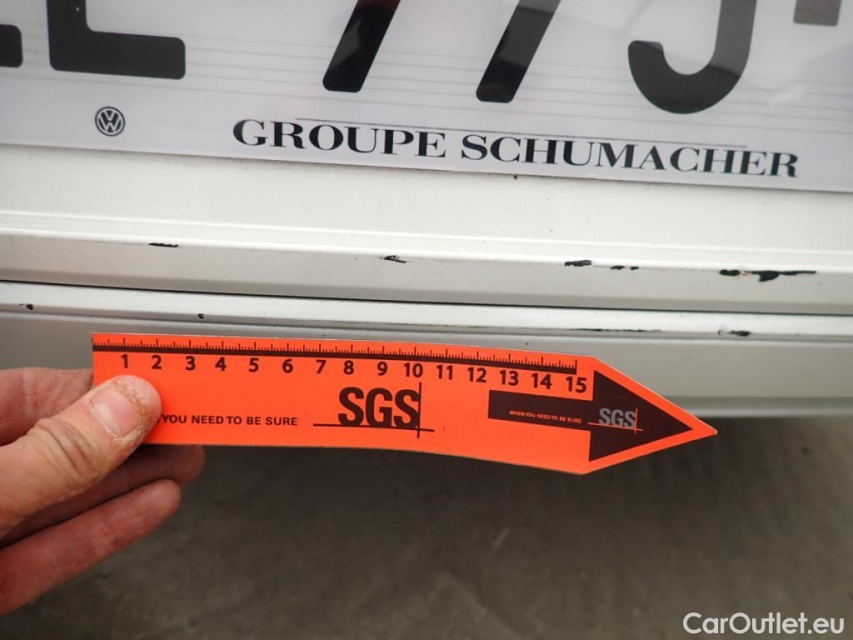 775
GROUPE SCHUMACHER
1 2 3 4 5 6 7 8 9 10 11 12 13 14 15
YOU NEED TO BE SURE
SGS
WHEN YOU NEED TO BE SURE
SGS
CarOutlet.eu